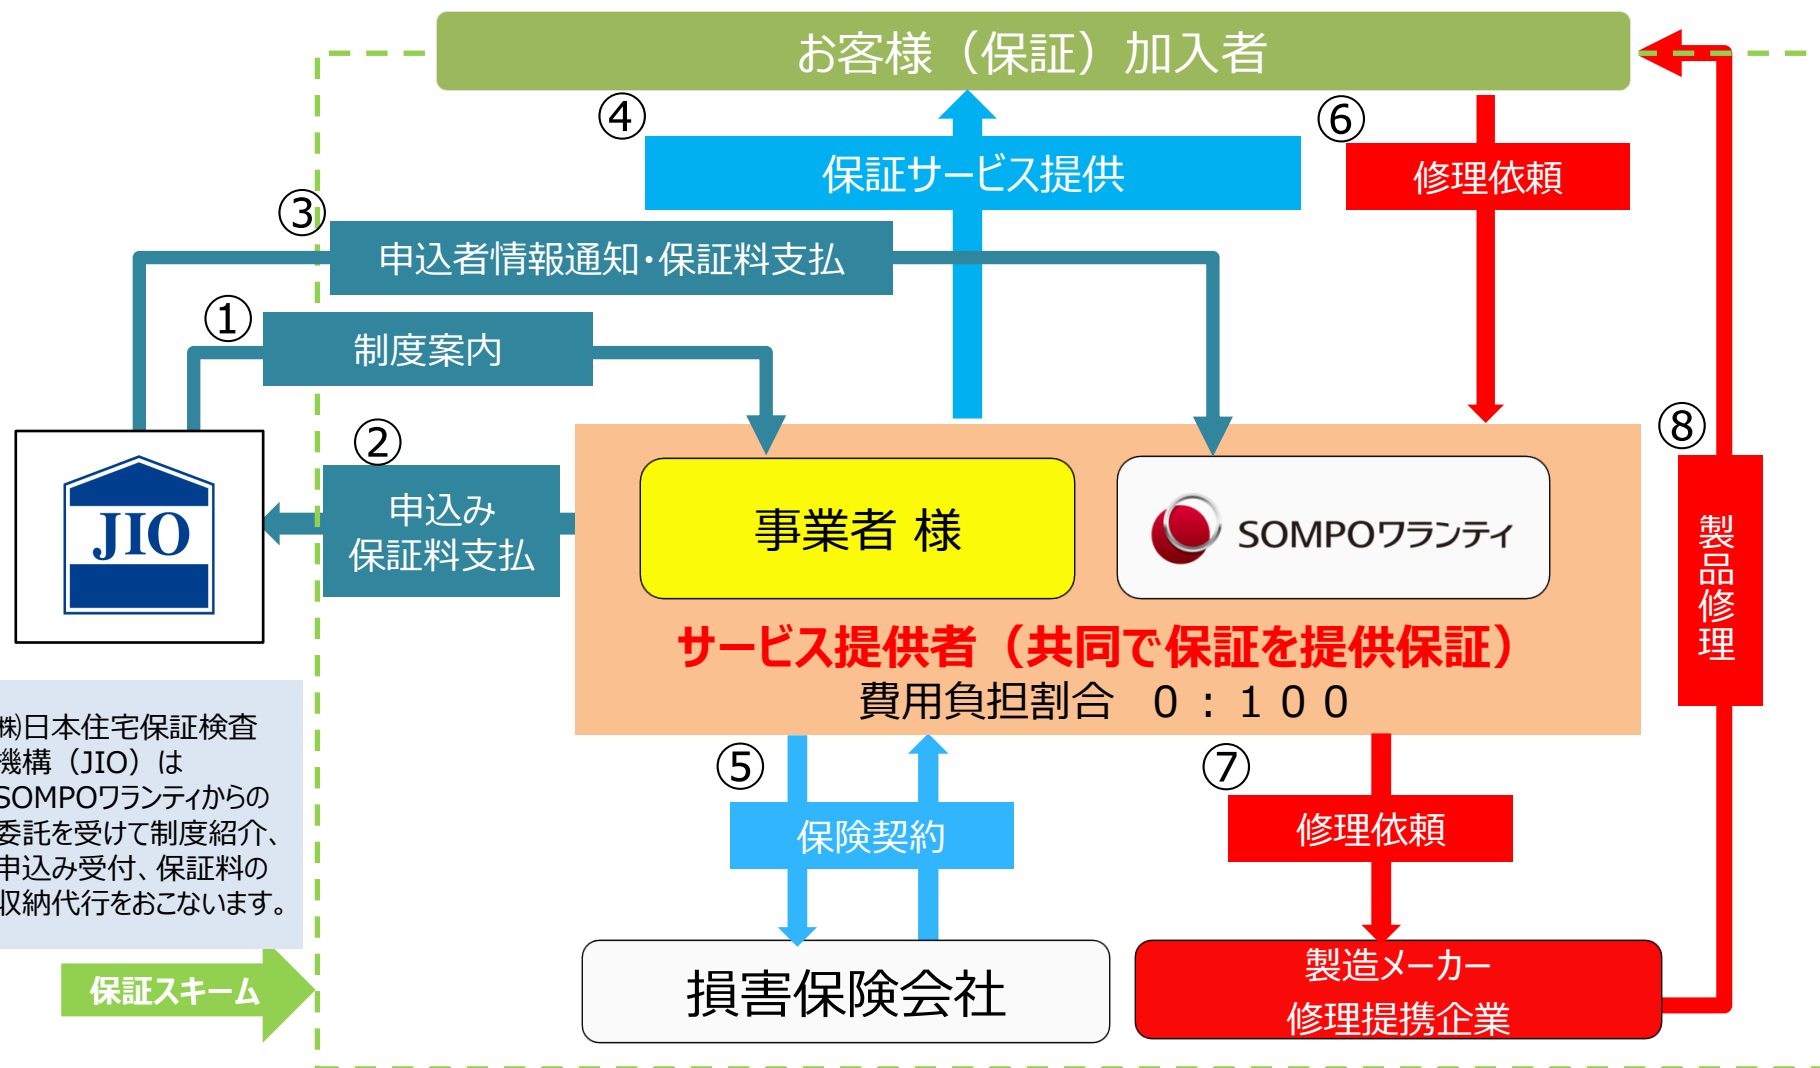 お客様（保証）加入者
④
保証サービス提供
⑥
修理依頼
③
申込者情報通知・保証料支払
①
制度案内
②
申込み
保証料支払
JIO
事業者 様
SOMPOワランティ
サービス提供者（共同で保証を提供保証）
費用負担割合　０：１００
⑧
製品修理
㈱日本住宅保証検査
機構（JIO）は
SOMPOワランティからの
委託を受けて制度紹介、
申込み受付、保証料の
収納代行をおこないます。
⑤
保険契約
⑦
修理依頼
保証スキーム
損害保険会社
製造メーカー
修理提携企業